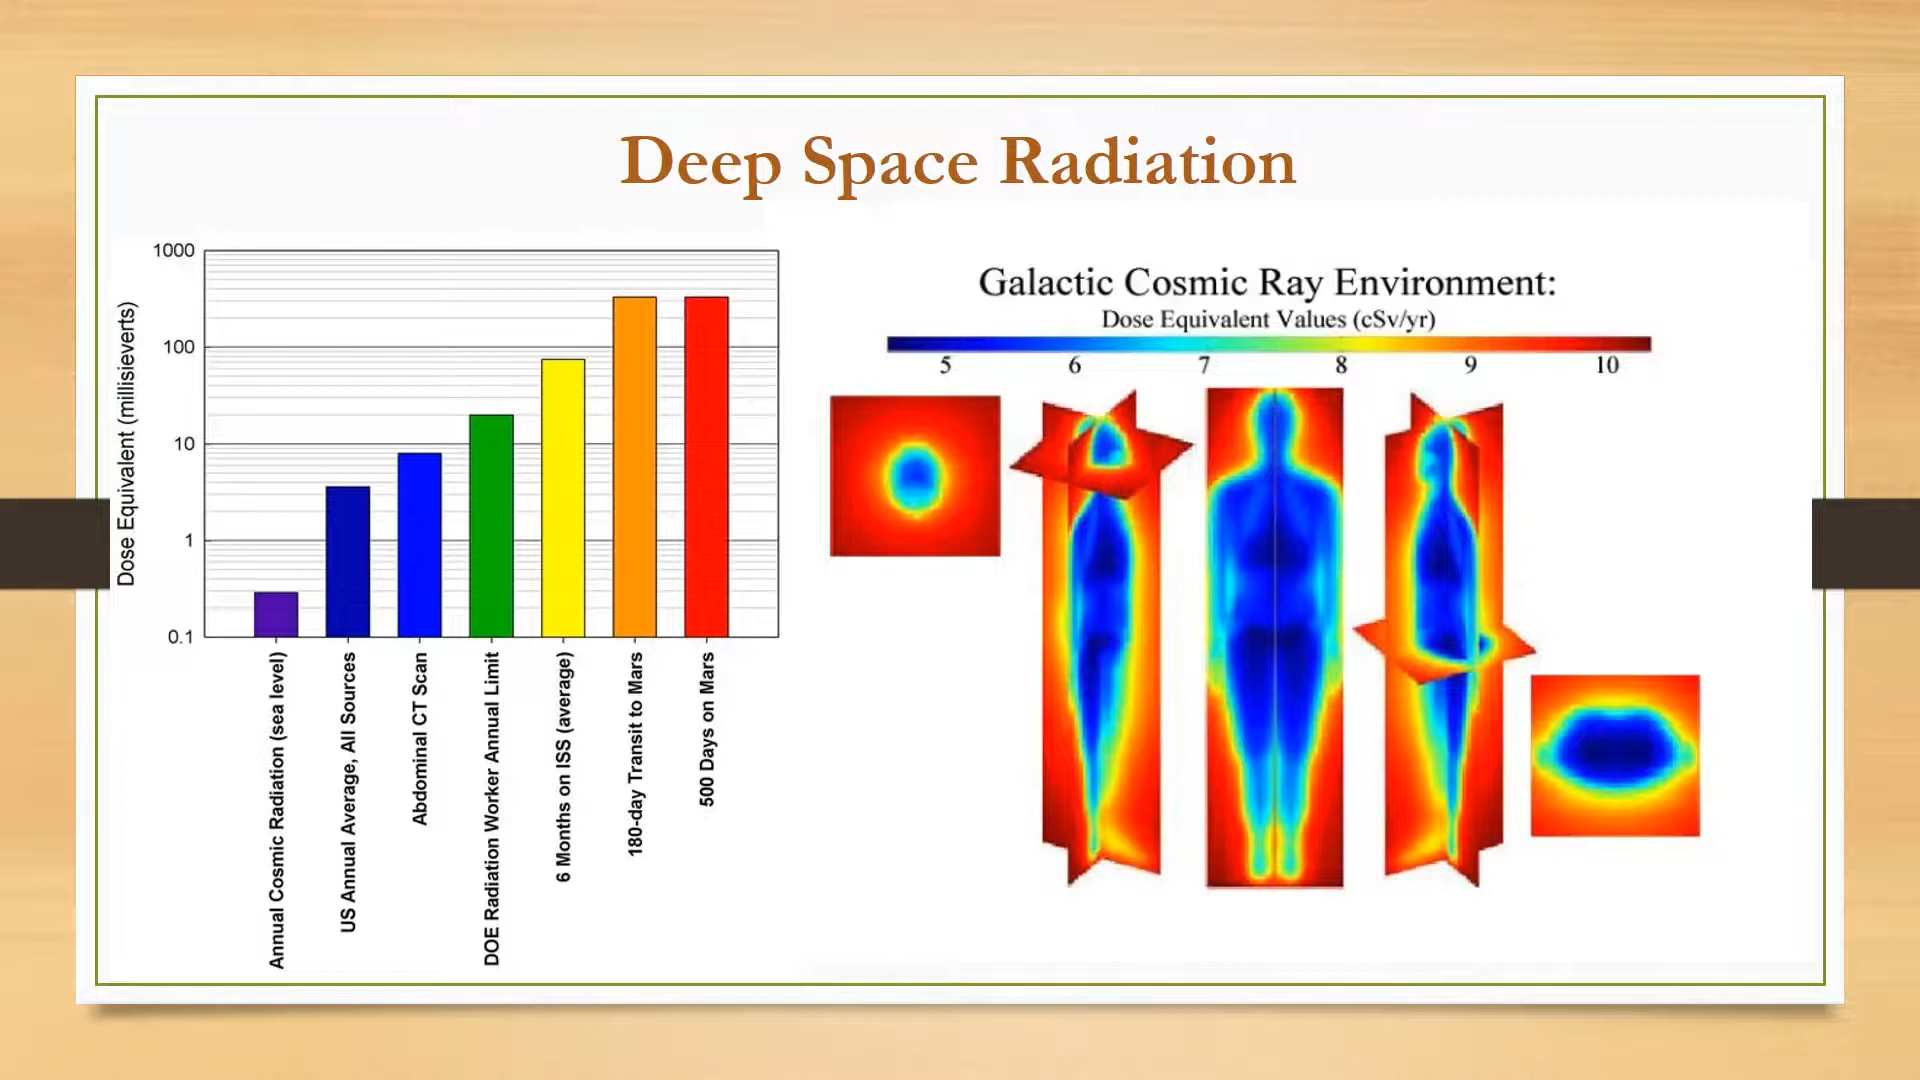 Deep Space Radiation
Dose Equivalent (millisieverts)
1000
100
10
1
0.1
Annual Cosmic Radiation (sea level)
US Annual Average, All Sources
Abdominal CT Scan
DOE Radiation Worker Annual Limit
6 Months on ISS (average)
180-day Transit to Mars
500 Days on Mars
Galactic Cosmic Ray Environment:
Dose Equivalent Values (cSv/yr)
5 6 7 8 9 10